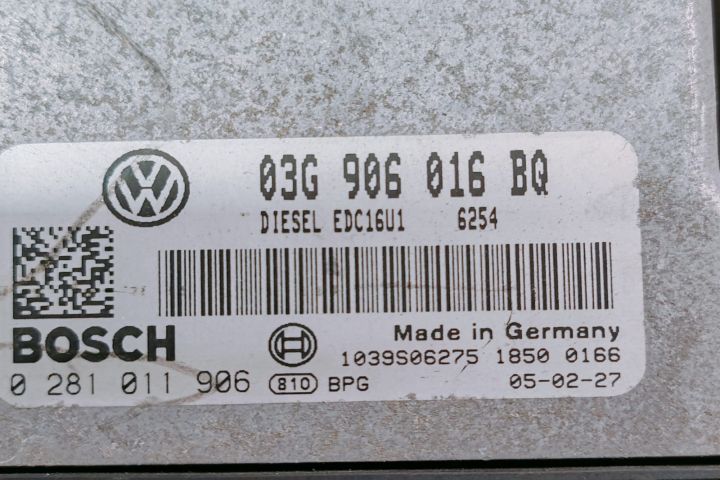 VW
03G 906 016 BQ
DIESEL EDC16U1 6254
BOSCH
Made in Germany
1039S06275 1850 0166
0 281 011 906 810 BPG 05-02-27